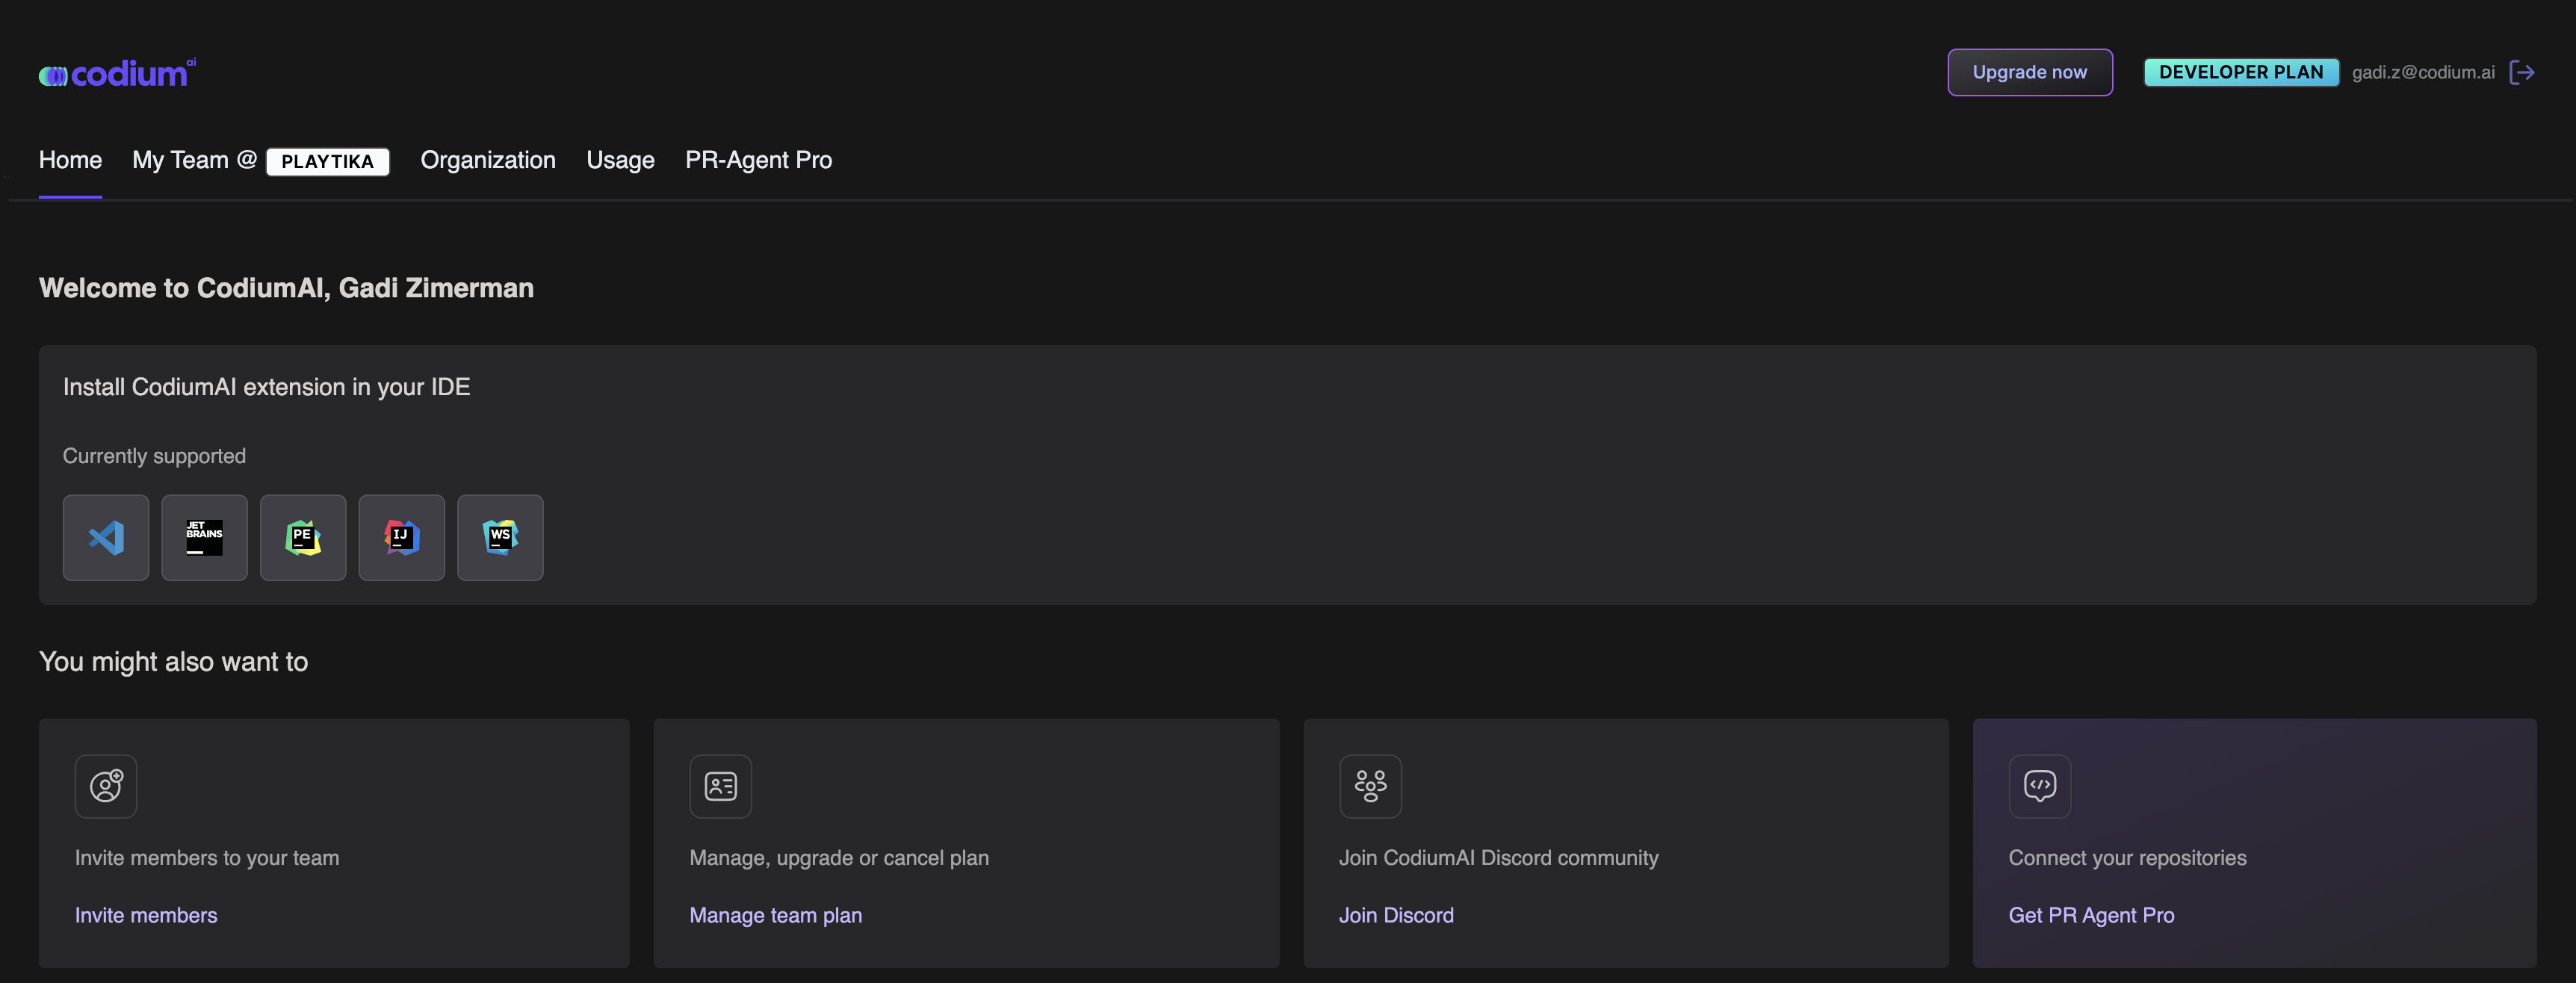 codium ai
Upgrade now
DEVELOPER PLAN
gadi.z@codium.ai
Home
My Team @ PLAYTIKA
Organization
Usage
PR-Agent Pro
Welcome to CodiumAI, Gadi Zimerman
Install CodiumAI extension in your IDE
Currently supported
JET
BRAINS
PE
IJ
WS
You might also want to
Invite members to your team
Invite members
Manage, upgrade or cancel plan
Manage team plan
Join CodiumAI Discord community
Join Discord
Connect your repositories
Get PR Agent Pro